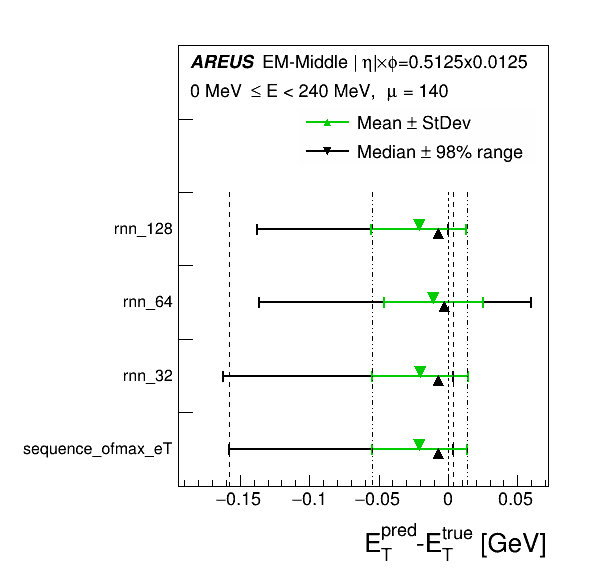 AREUS EM-Middle |η|×ϕ=0.5125x0.0125
0 MeV ≤ E < 240 MeV, μ = 140
Mean ± StDev
Median ± 98% range
rnn_128
rnn_64
rnn_32
sequence_ofmax_eT
−0.15 −0.1 −0.05 0 0.05
E_T^pred-E_T^true [GeV]